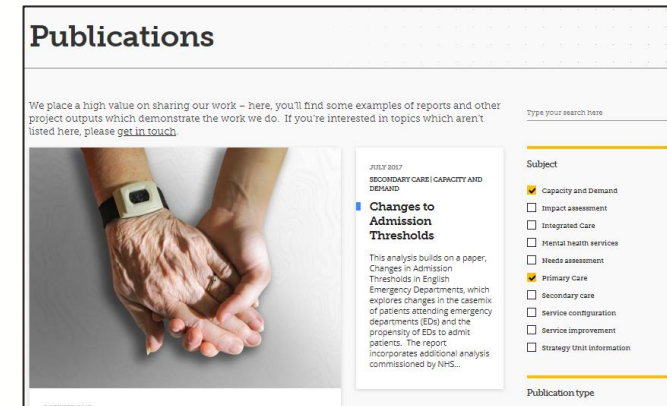 Publications
We place a high value on sharing our work – here, you'll find some examples of reports and other
project outputs which demonstrate the work we do. If you're interested in topics which aren't
listed here, please get in touch.
JULY 2017
SECONDARY CARE | CAPACITY AND
DEMAND
Changes to
Admission
Thresholds
This analysis builds on a paper,
Changes in Admission
Thresholds in English
Emergency Departments, which
explores changes in the casemix
of patients attending emergency
departments (EDs) and the
propensity of EDs to admit
patients. The report
incorporates additional analysis
commissioned by NHS...
Type your search here
Subject
Capacity and Demand
Impact assessment
Integrated Care
Mental health services
Needs assessment
Primary Care
Secondary care
Service configuration
Service improvement
Strategy Unit information
Publication type